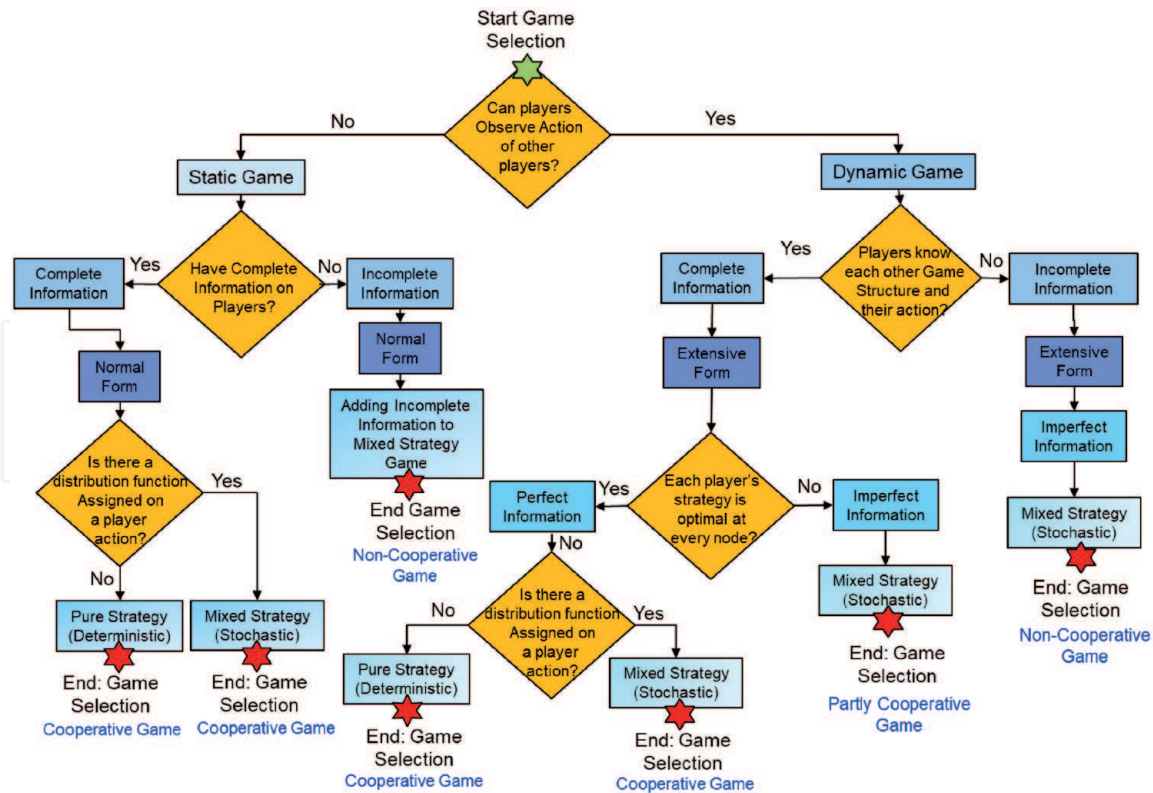 Start Game
Selection
Can players
Observe Action
of other
players?
No
Yes
Static Game
Dynamic Game
Have Complete
Information on
Players?
Yes
No
Complete
Information
Incomplete
Information
Players know
each other Game
Structure and
their action?
Yes
No
Complete
Information
Incomplete
Information
Normal
Form
Normal
Form
Extensive
Form
Extensive
Form
Adding Incomplete
Information to
Mixed Strategy
Game
End Game
Selection
Non-Cooperative
Game
Imperfect
Information
Is there a
distribution function
Assigned on
a player
action?
Yes
No
Each player's
strategy is
optimal at
every node?
Yes
No
Perfect
Information
No
Imperfect
Information
Mixed Strategy
(Stochastic)
End: Game
Selection
Non-Cooperative
Game
Pure Strategy
(Deterministic)
End: Game
Selection
Cooperative Game
Mixed Strategy
(Stochastic)
End: Game
Selection
Cooperative Game
Is there a
distribution function
Assigned on
a player
action?
No
Yes
Mixed Strategy
(Stochastic)
End: Game
Selection
Partly Cooperative
Game
Pure Strategy
(Deterministic)
End: Game
Selection
Cooperative Game
Mixed Strategy
(Stochastic)
End: Game
Selection
Cooperative Game